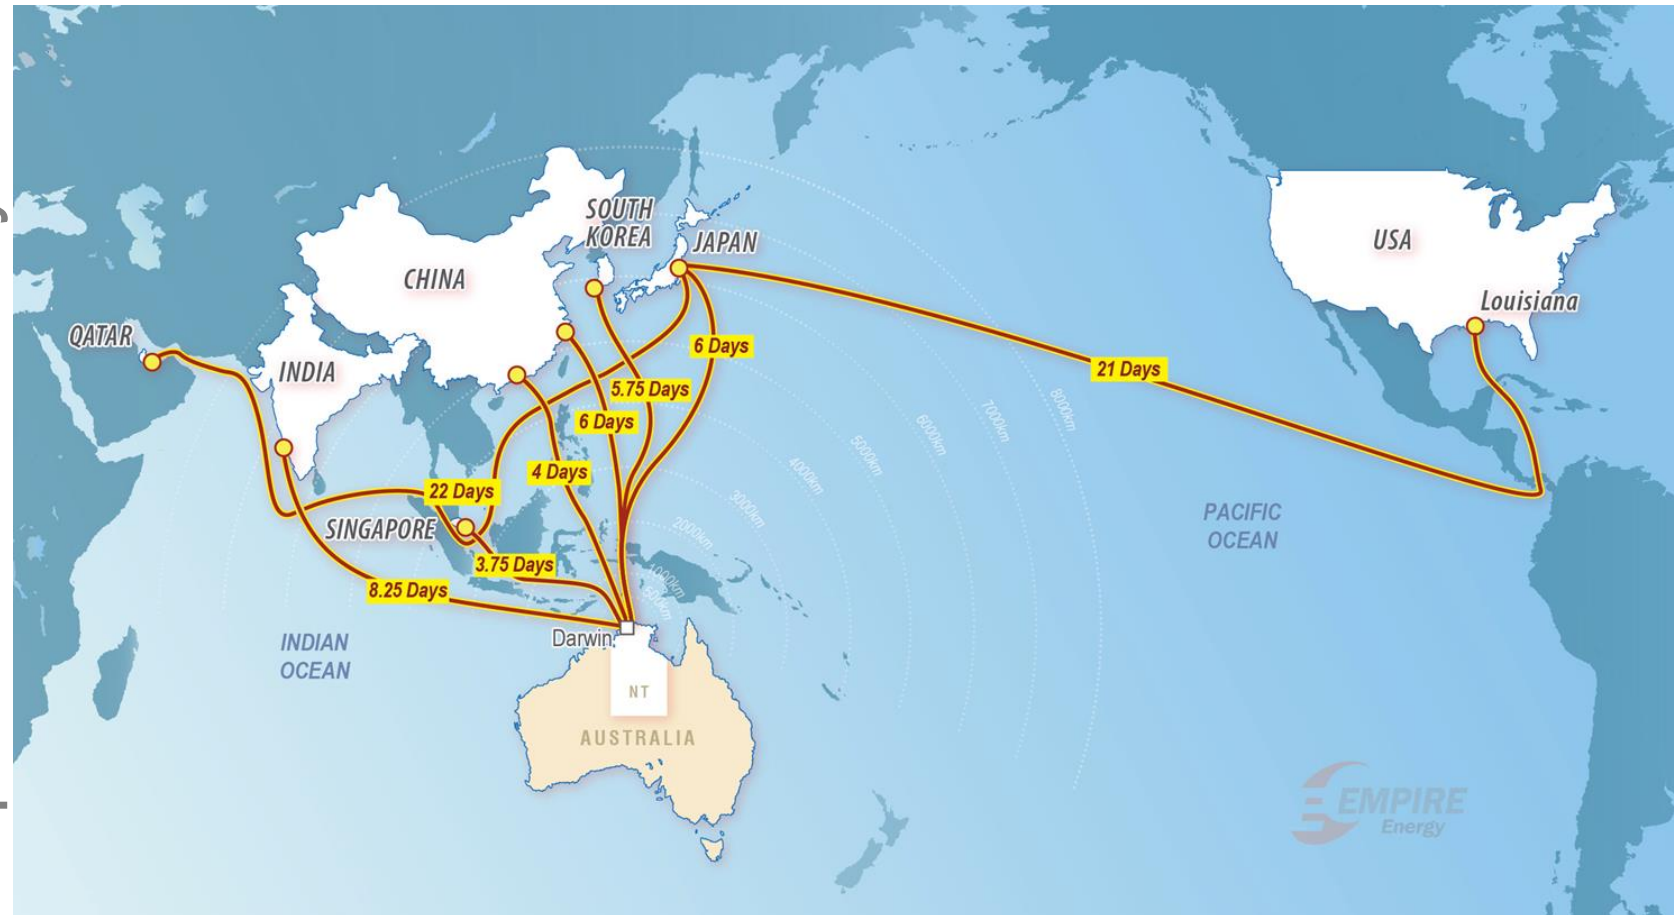 SOUTH
KOREA
JAPAN
CHINA
USA
Louisiana
QATAR
INDIA
6 Days
5.75 Days
21 Days
6 Days
4 Days
22 Days
SINGAPORE
3.75 Days
8.25 Days
8000km
7000km
6000km
5000km
4000km
3000km
2000km
1000km
500km
PACIFIC
OCEAN
INDIAN
OCEAN
Darwin
NT
AUSTRALIA
EMPIRE
Energy